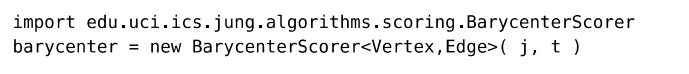 import edu.uci.ics.jung.algorithms.scoring.BarycenterScorer
barycenter = new BarycenterScorer<Vertex,Edge>( j, t )